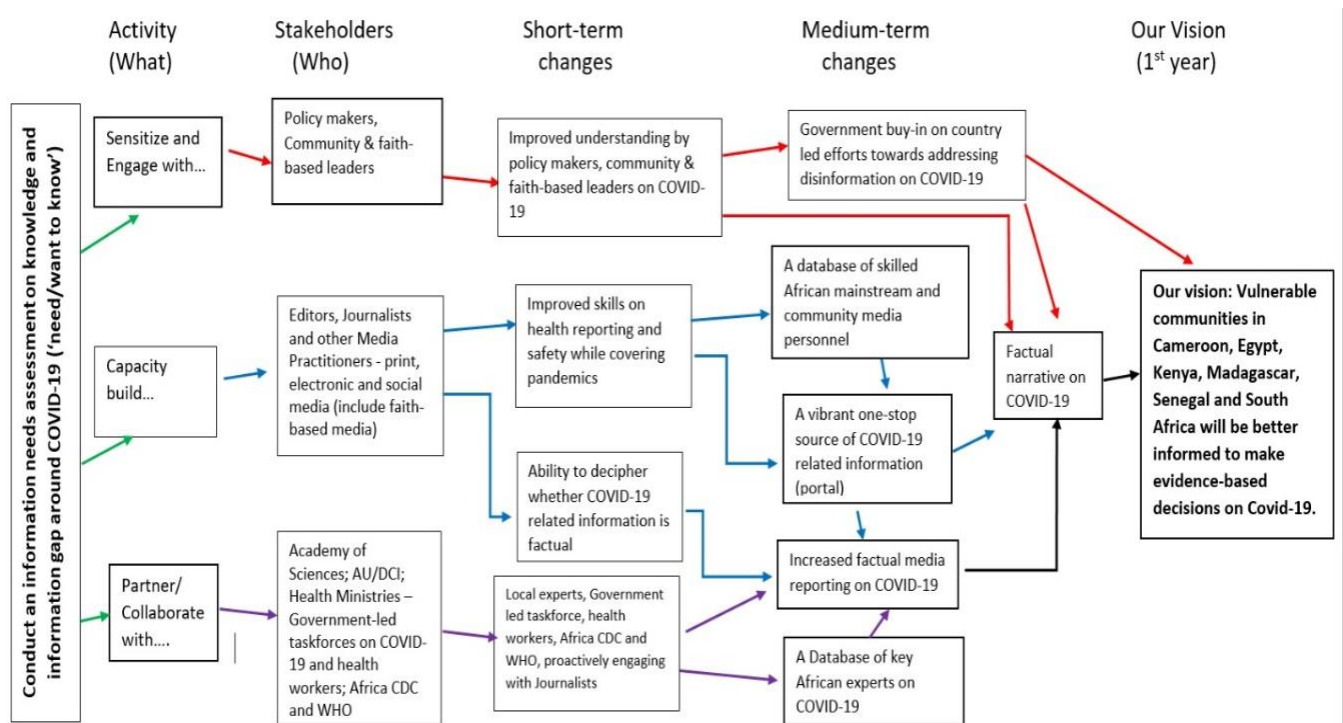 Activity
(What)
Stakeholders
(Who)
Short-term
changes
Medium-term
changes
Our Vision
(1st year)
Conduct an information needs assessment on knowledge and
information gap around COVID-19 (‘need/want to know’)
Sensitize and
Engage with…
Policy makers,
Community & faith-
based leaders
Improved understanding by
policy makers, community &
faith-based leaders on COVID-
19
Government buy-in on country
led efforts towards addressing
disinformation on COVID-19
Capacity
build…
Editors, Journalists
and other Media
Practitioners - print,
electronic and social
media (include faith-
based media)
Improved skills on
health reporting and
safety while covering
pandemics
Ability to decipher
whether COVID-19
related information is
factual
A database of skilled
African mainstream and
community media
personnel
A vibrant one-stop
source of COVID-19
related information
(portal)
Increased factual media
reporting on COVID-19
Factual
narrative on
COVID-19
Our vision: Vulnerable
communities in
Cameroon, Egypt,
Kenya, Madagascar,
Senegal and South
Africa will be better
informed to make
evidence-based
decisions on Covid-19.
Partner/
Collaborate
with….
Academy of
Sciences; AU/DCI;
Health Ministries –
Government-led
taskforces on COVID-
19 and health
workers; Africa CDC
and WHO
Local experts, Government
led taskforce, health
workers, Africa CDC and
WHO, proactively engaging
with Journalists
A Database of key
African experts on
COVID-19